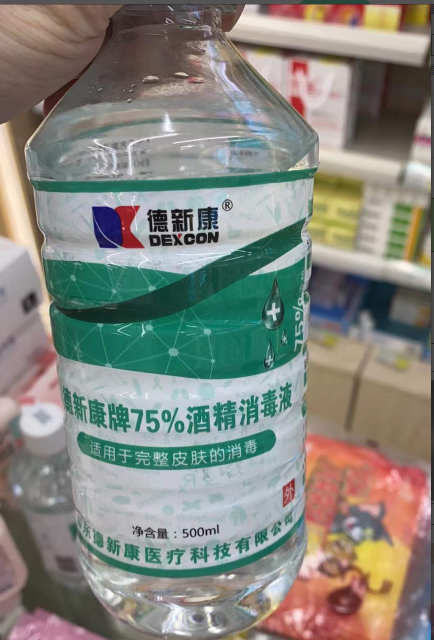 德新康®
DEXCON
75%
德新康牌75%酒精消毒液
适用于完整皮肤的消毒
外
净含量：500ml
东德新康医疗科技有限公司